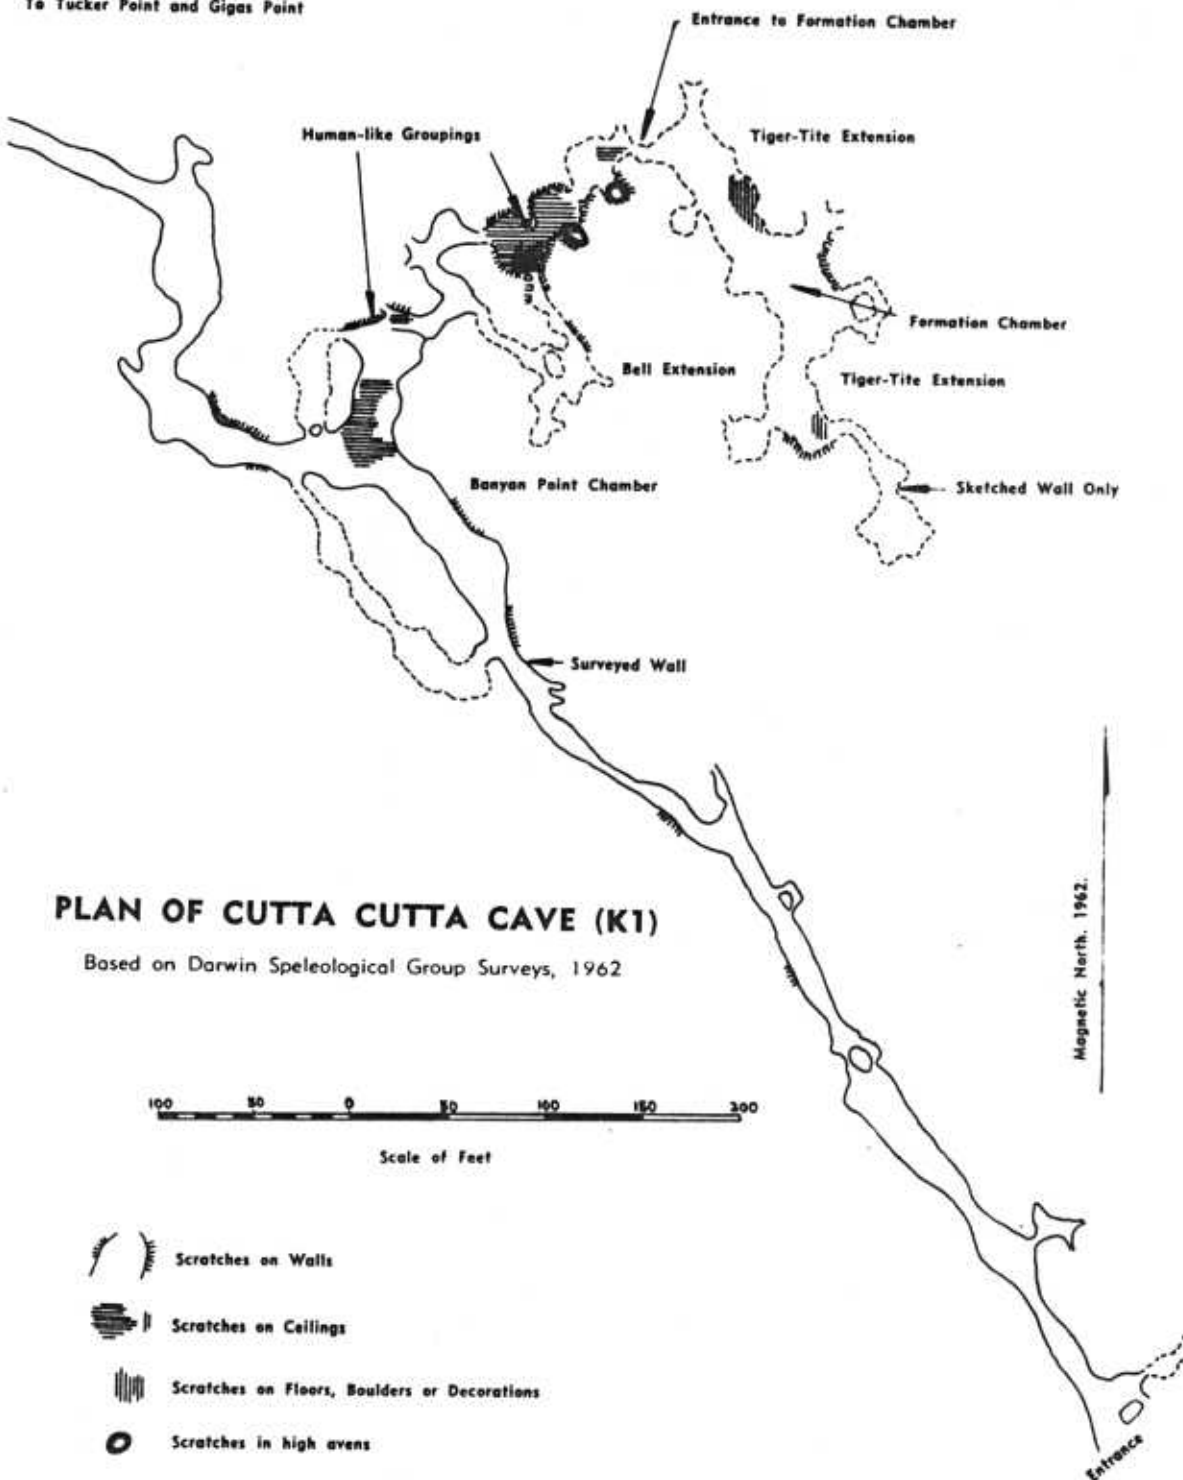 To Tucker Point and Gigas Point
Entrance to Formation Chamber
Human-like Groupings
Tiger-Tite Extension
Formation Chamber
Bell Extension
Tiger-Tite Extension
Banyan Point Chamber
Sketched Wall Only
Surveyed Wall
PLAN OF CUTTA CUTTA CAVE (K1)
Based on Darwin Speleological Group Surveys, 1962
Magnetic North. 1962.
100 50 0 50 100 150 200
Scale of Feet
Scratches on Walls
Scratches on Ceilings
Scratches on Floors, Boulders or Decorations
Scratches in high avens
Entrance